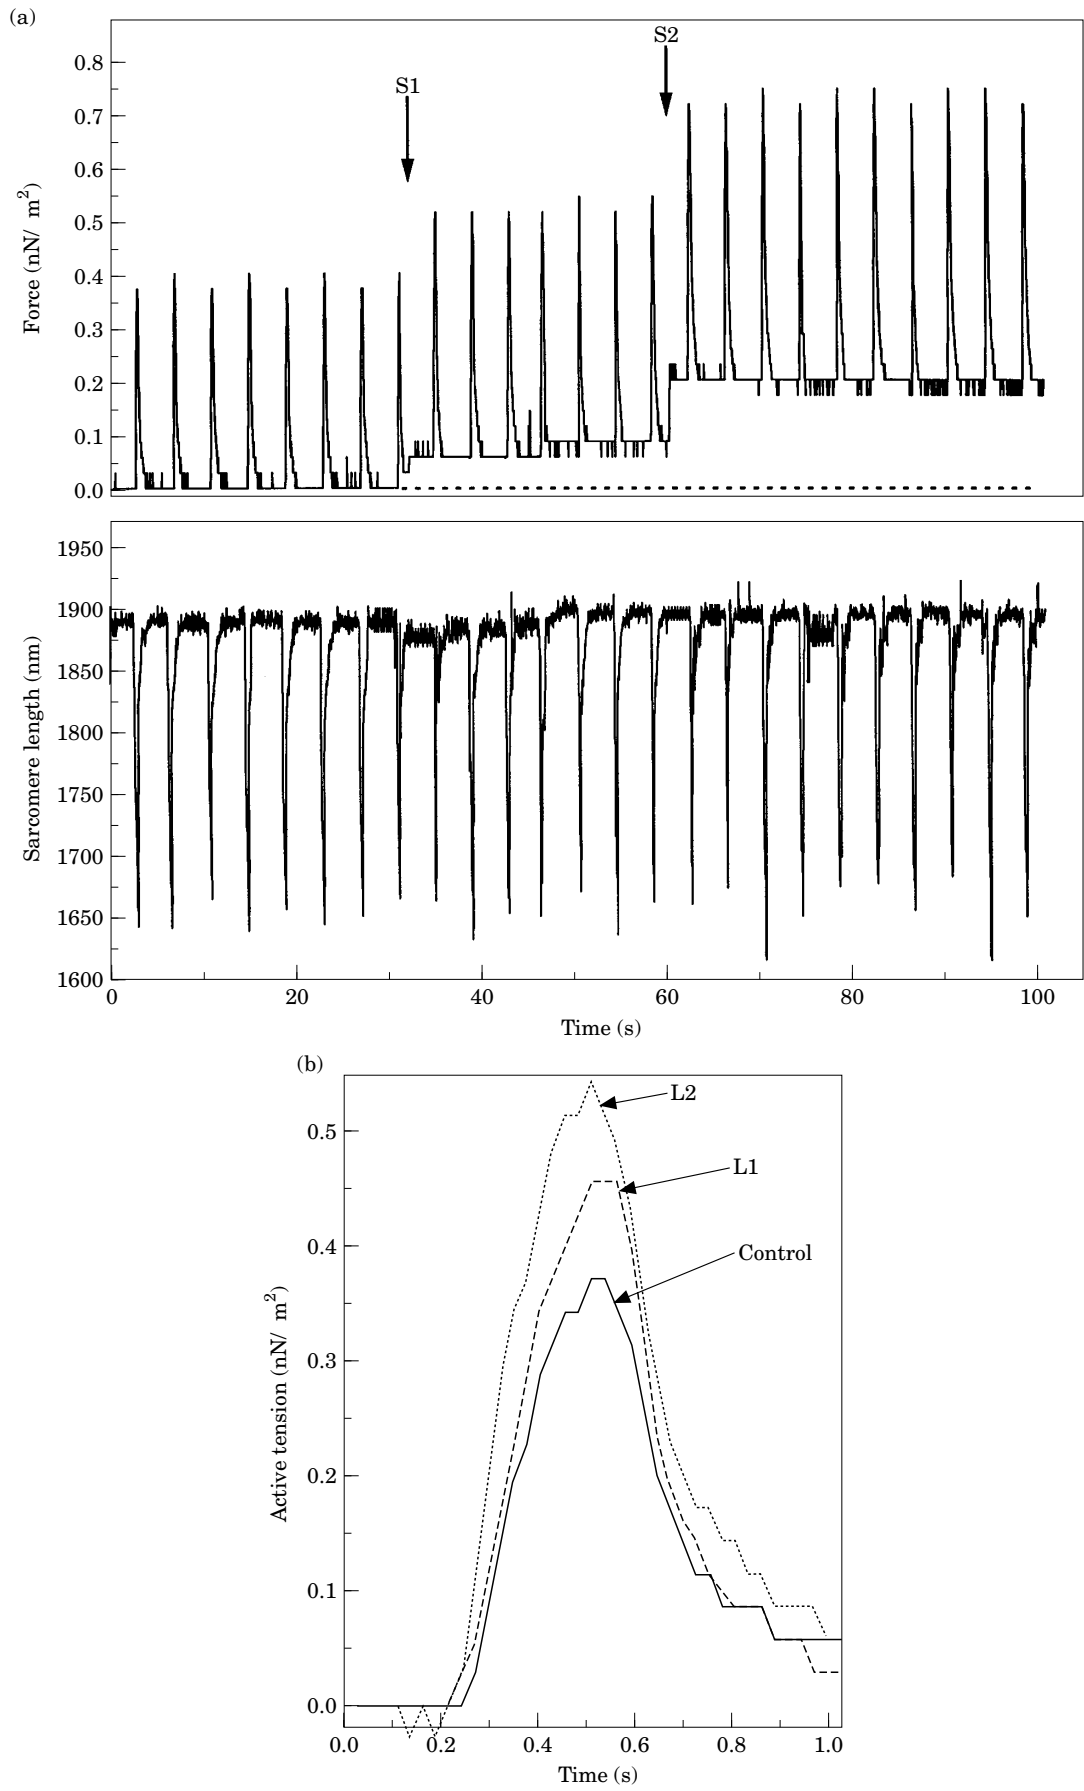 (a)
S1
S2
0.8
0.7
0.6
0.5
0.4
0.3
0.2
0.1
0.0
Force (nN/ m²)
1950
1900
1850
1800
1750
1700
1650
1600
Sarcomere length (nm)
0 20 40 60 80 100
Time (s)
(b)
L2
L1
Control
0.5
0.4
0.3
0.2
0.1
0.0
Active tension (nN/ m²)
0.0 0.2 0.4 0.6 0.8 1.0
Time (s)